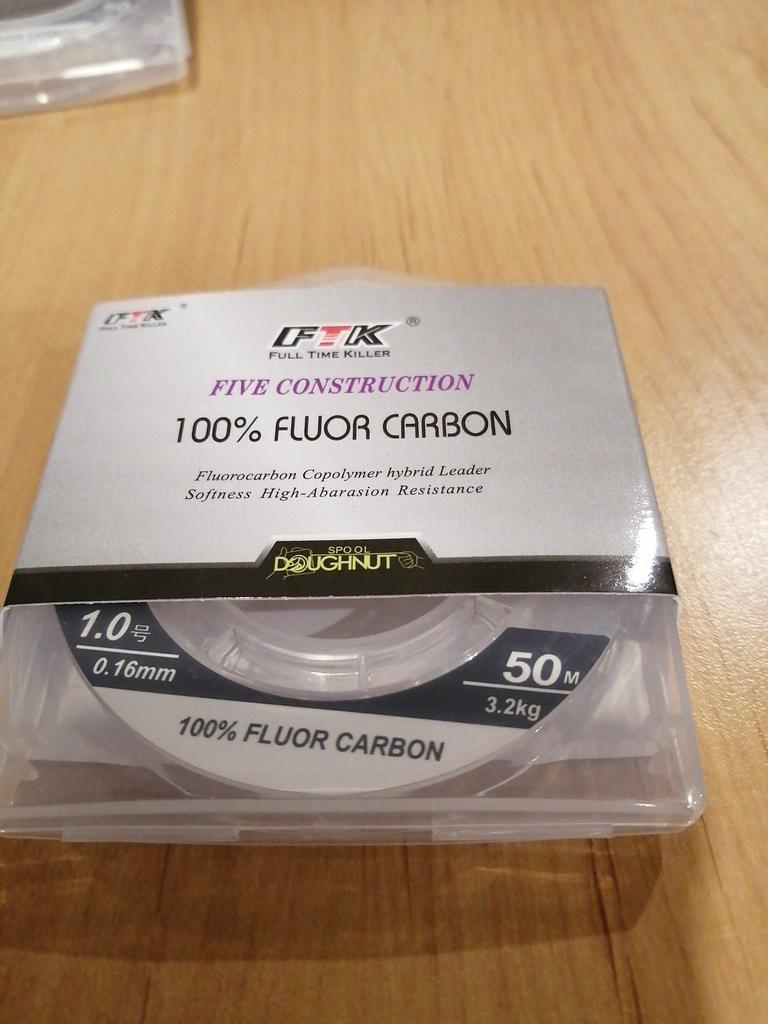 FTK ®
FULL TIME KILLER
FTK ®
FULL TIME KILLER
FIVE CONSTRUCTION
100% FLUOR CARBON
Fluorocarbon Copolymer hybrid Leader
Softness High-Abarasion Resistance
SPOOL
DOUGHNUT
1.0号
0.16mm
50M
3.2kg
100% FLUOR CARBON